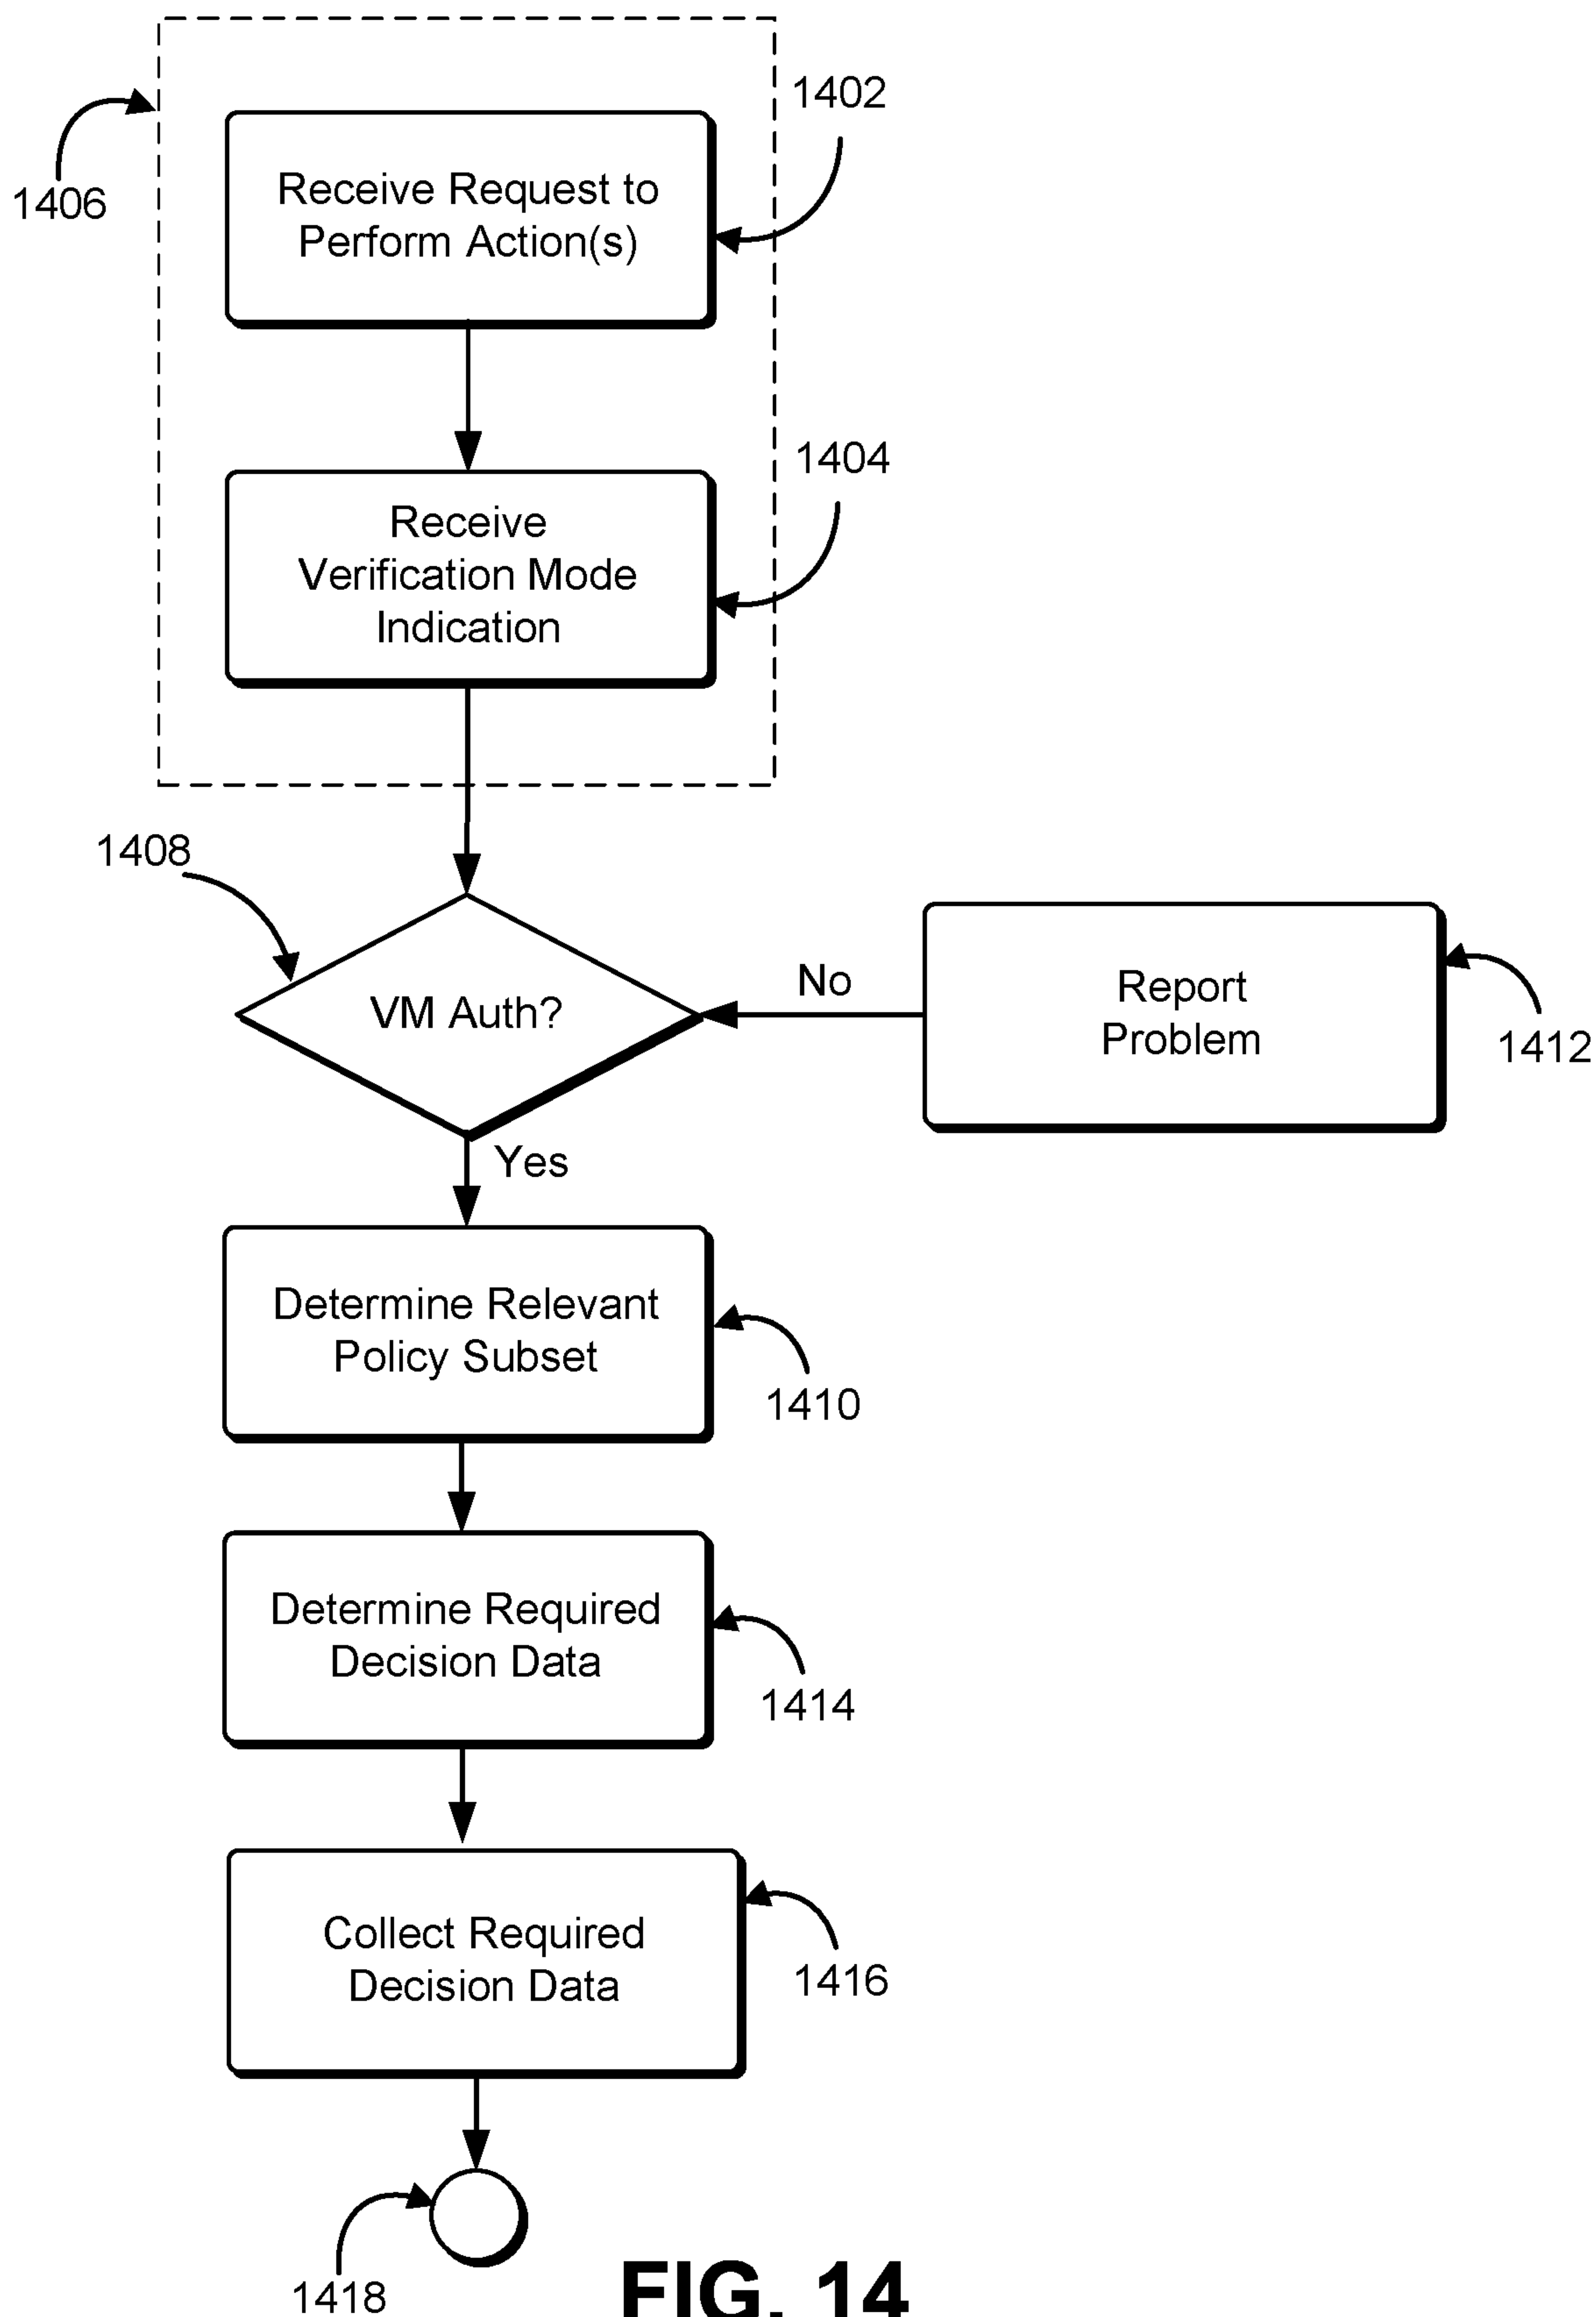 1402
1406
Receive Request to
Perform Action(s)
1404
Receive
Verification Mode
Indication
1408
VM Auth?
No
Report
Problem
1412
Yes
Determine Relevant
Policy Subset
1410
Determine Required
Decision Data
1414
Collect Required
Decision Data
1416
1418
FIG. 14